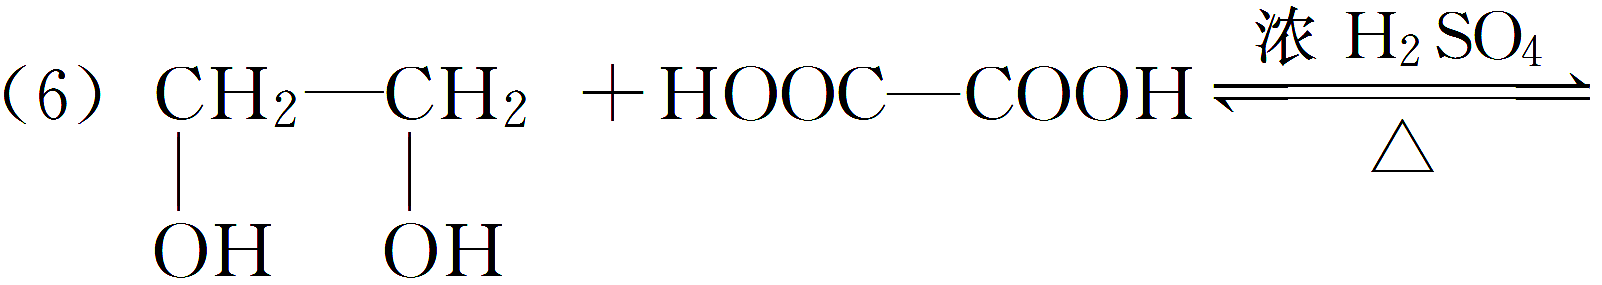 浓 H₂SO₄
(6) CH₂—CH₂ +HOOC—COOH⇌
△
OH OH